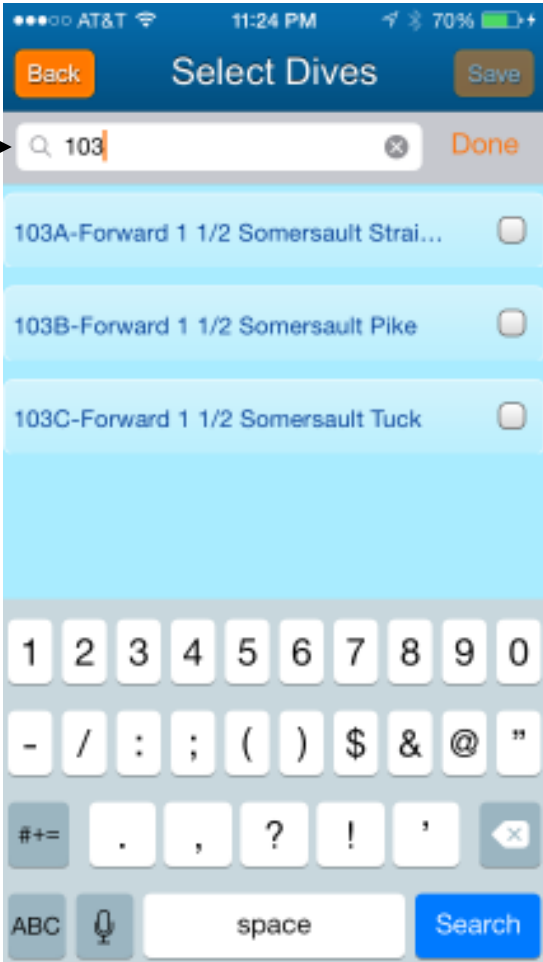 AT&T 11:24 PM 70%
Back Select Dives Save
103 Done
103A-Forward 1 1/2 Somersault Strai...
103B-Forward 1 1/2 Somersault Pike
103C-Forward 1 1/2 Somersault Tuck
1 2 3 4 5 6 7 8 9 0
- / : ; ( ) $ & @ "
#+= . , ? ! '
ABC space Search